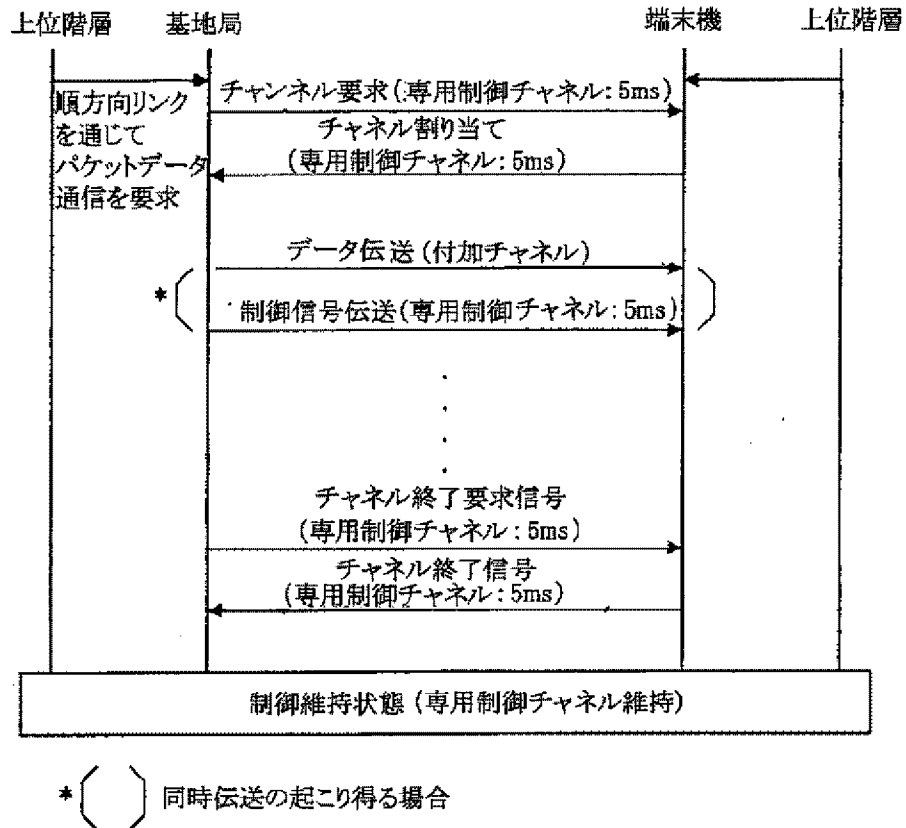 上位階層 基地局 端末機 上位階層
チャンネル要求(専用制御チャネル:5ms)
順方向リンク
を通じて
パケットデータ
通信を要求
チャネル割り当て
(専用制御チャネル:5ms)
データ伝送(付加チャネル)
*
制御信号伝送(専用制御チャネル:5ms)
チャネル終了要求信号
(専用制御チャネル:5ms)
チャネル終了信号
(専用制御チャネル:5ms)
制御維持状態(専用制御チャネル維持)
*( ) 同時伝送の起こり得る場合